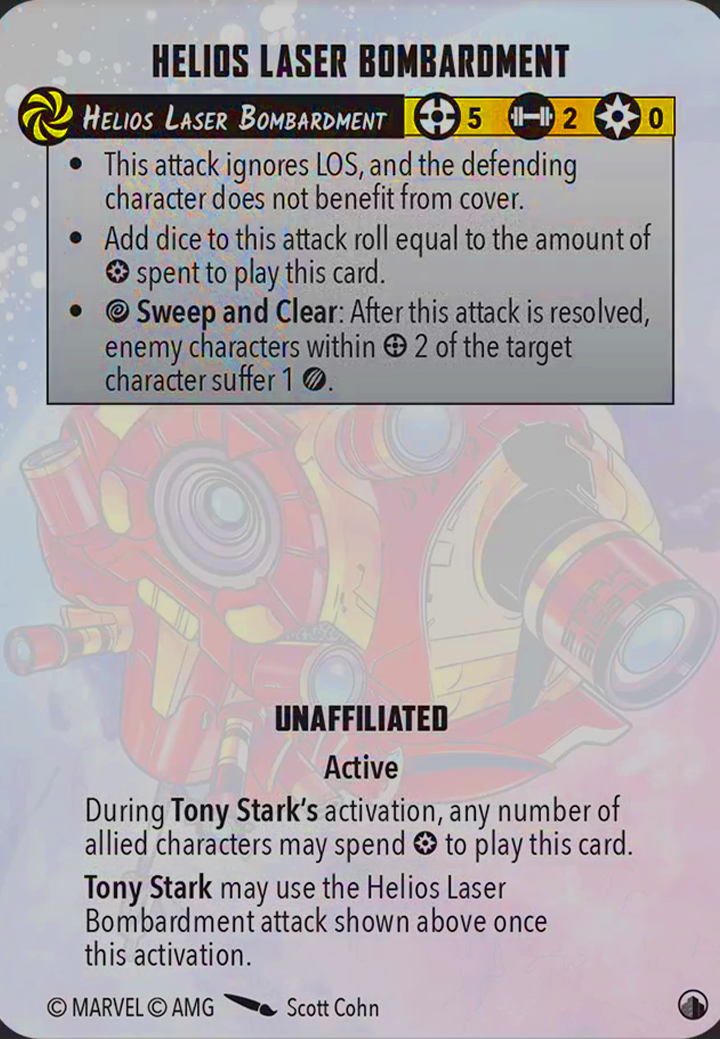 HELIOS LASER BOMBARDMENT
HELIOS LASER BOMBARDMENT 5 2 0
• This attack ignores LOS, and the defending
character does not benefit from cover.
• Add dice to this attack roll equal to the amount of
spent to play this card.
• Sweep and Clear: After this attack is resolved,
enemy characters within 2 of the target
character suffer 1 .
UNAFFILIATED
Active
During Tony Stark's activation, any number of
allied characters may spend to play this card.
Tony Stark may use the Helios Laser
Bombardment attack shown above once
this activation.
© MARVEL © AMG Scott Cohn